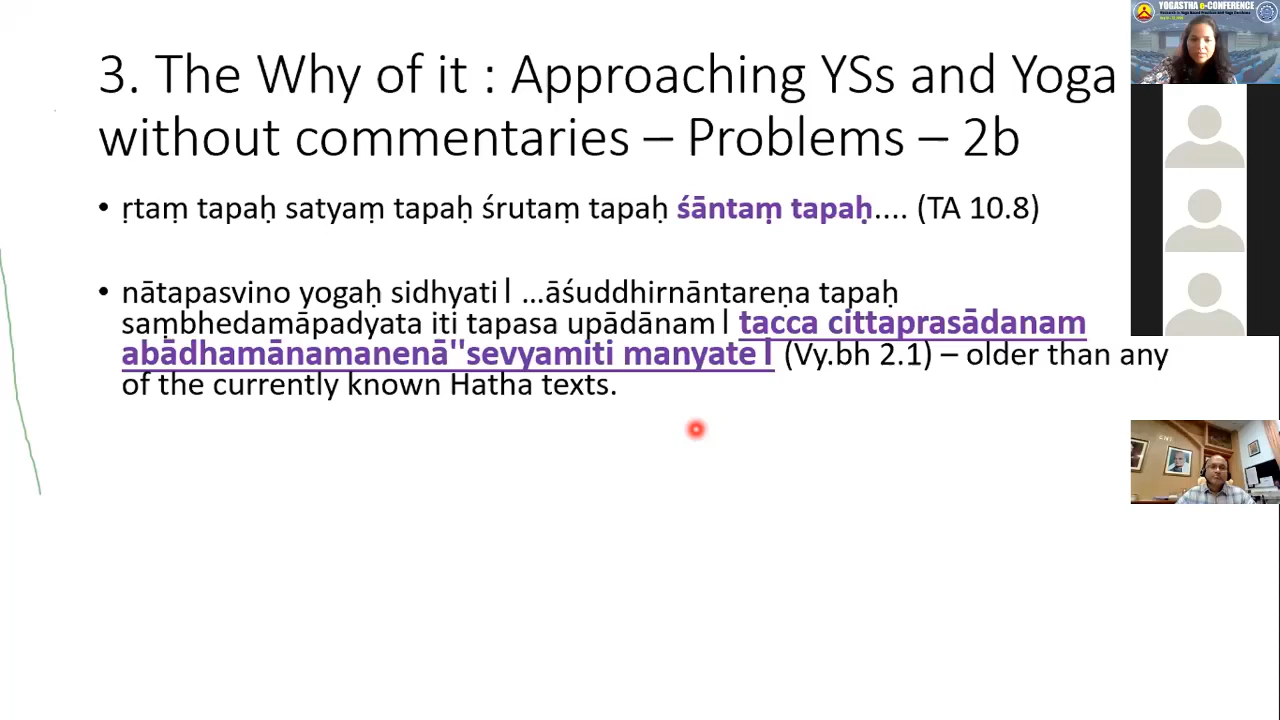 3. The Why of it : Approaching YSs and Yoga
without commentaries – Problems – 2b
• ṛtaṃ tapaḥ satyaṃ tapaḥ śrutaṃ tapaḥ śāntaṃ tapaḥ.... (TA 10.8)
• nātapasvino yogaḥ sidhyati। ...āśuddhirnāntareṇa tapaḥ
saṃbhedamāpadyata iti tapasa upādānam। tacca cittaprasādanam
abādhamānamanenā''sevyamiti manyate। (Vy.bh 2.1) – older than any
of the currently known Hatha texts.
YOGASTHA e-CONFERENCE